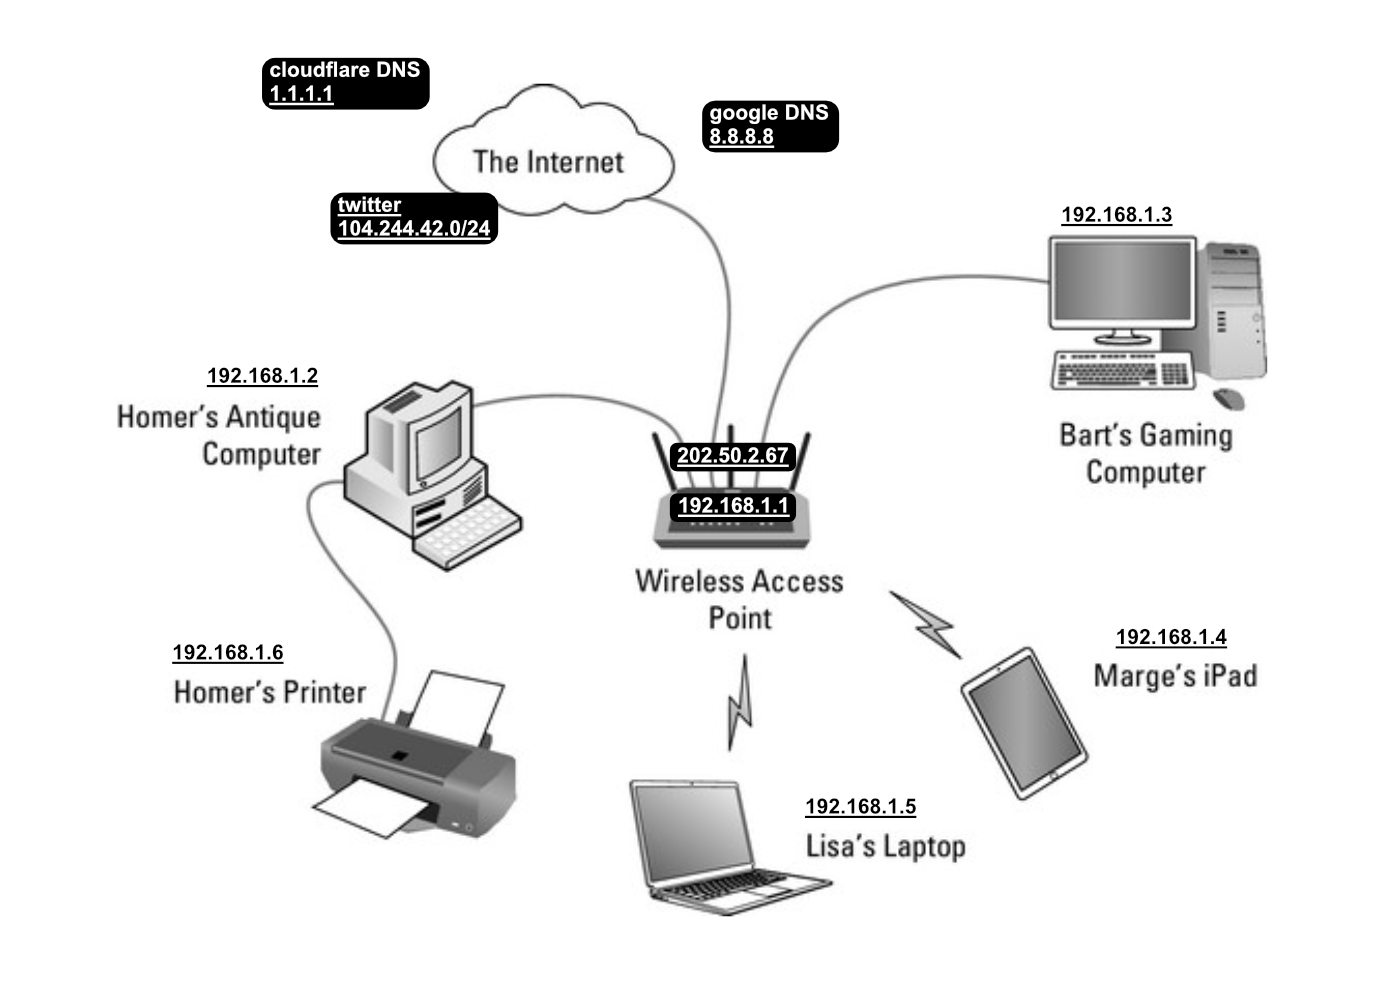 cloudflare DNS
1.1.1.1
google DNS
8.8.8.8
The Internet
twitter
104.244.42.0/24
192.168.1.3
Bart's Gaming
Computer
192.168.1.2
Homer's Antique
Computer
202.50.2.67
192.168.1.1
Wireless Access
Point
192.168.1.6
Homer's Printer
192.168.1.4
Marge's iPad
192.168.1.5
Lisa's Laptop